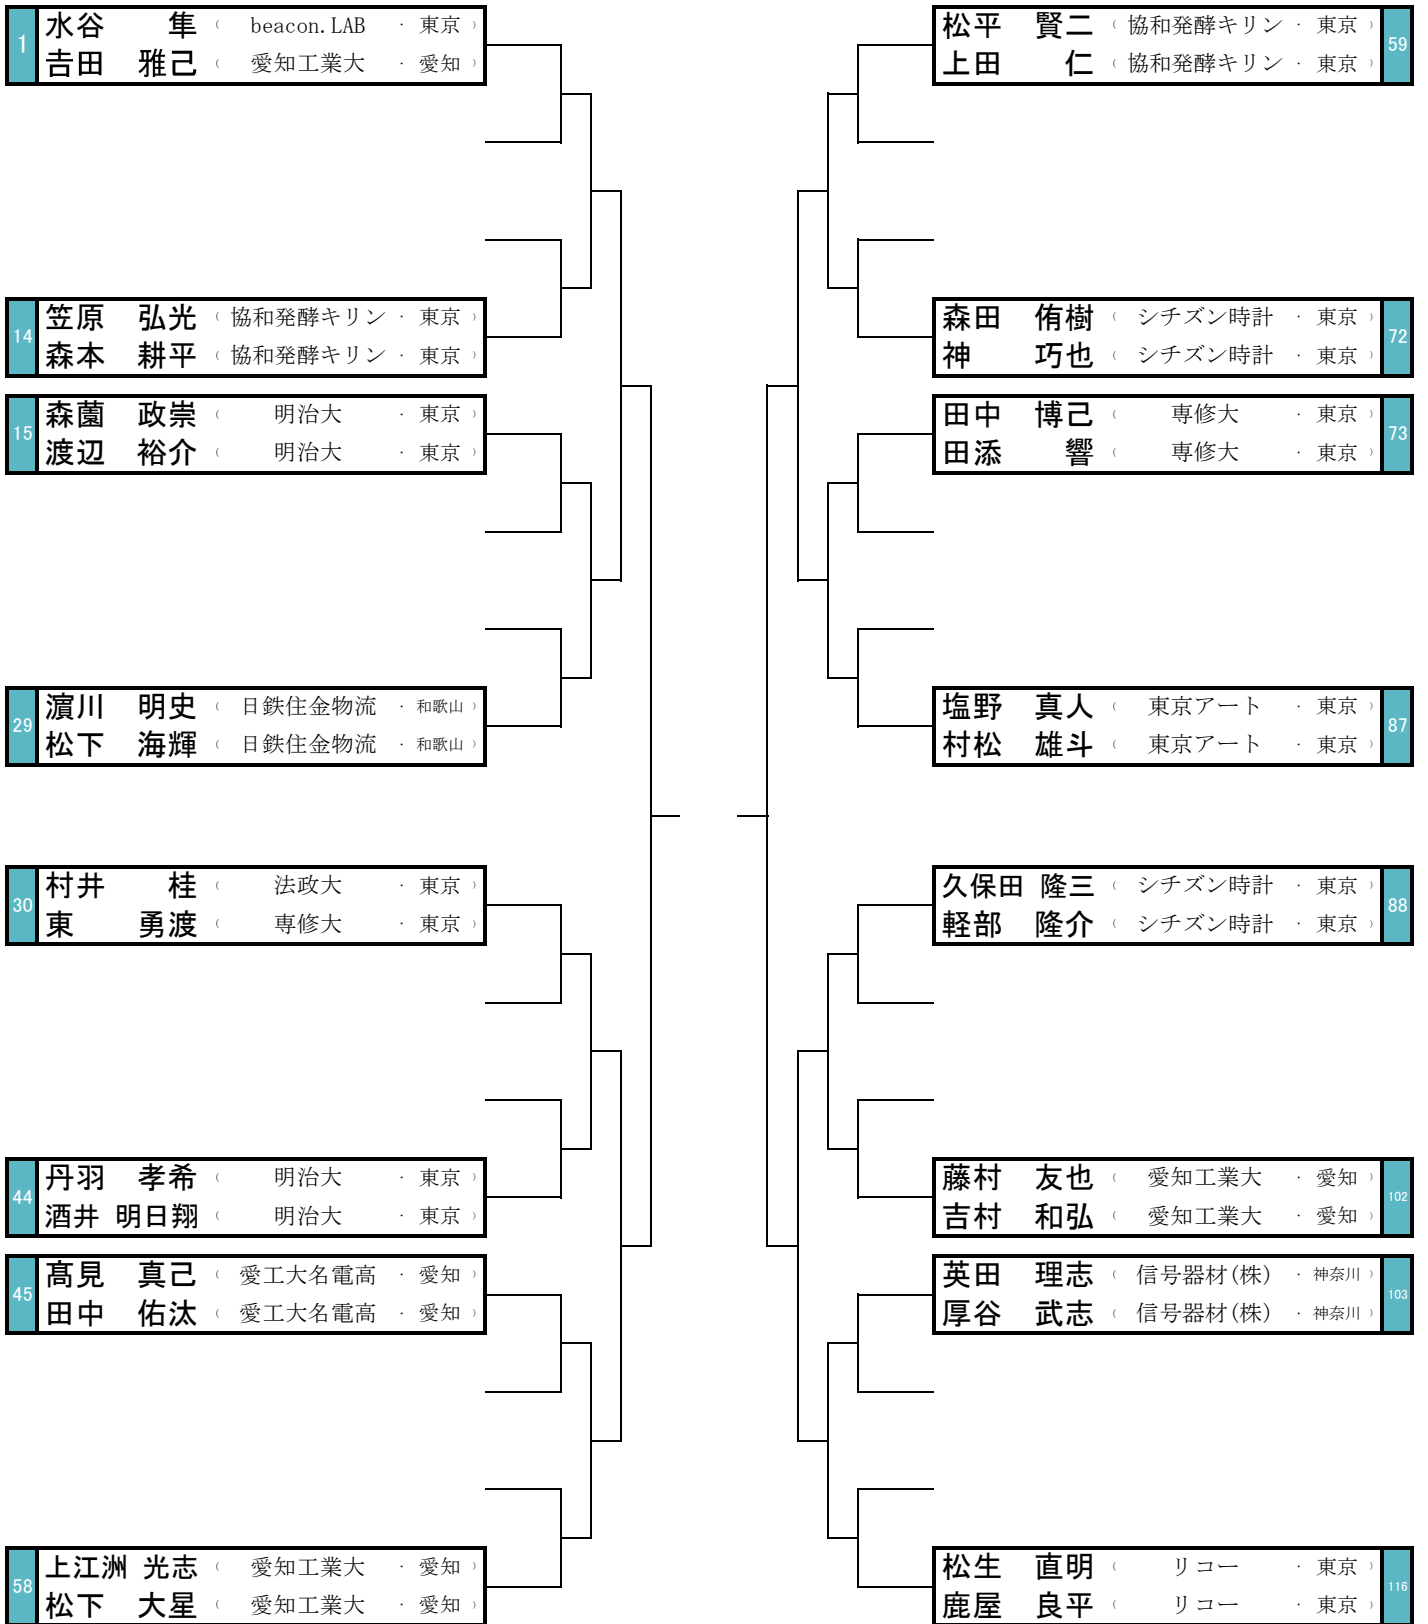 1 水谷 隼 ( beacon.LAB ・ 東京 )
𠮷田 雅己 ( 愛知工業大 ・ 愛知 )
14 笠原 弘光 ( 協和発酵キリン ・ 東京 )
森本 耕平 ( 協和発酵キリン ・ 東京 )
15 森薗 政崇 ( 明治大 ・ 東京 )
渡辺 裕介 ( 明治大 ・ 東京 )
29 濵川 明史 ( 日鉄住金物流 ・ 和歌山 )
松下 海輝 ( 日鉄住金物流 ・ 和歌山 )
30 村井 桂 ( 法政大 ・ 東京 )
東 勇渡 ( 専修大 ・ 東京 )
44 丹羽 孝希 ( 明治大 ・ 東京 )
酒井 明日翔 ( 明治大 ・ 東京 )
45 髙見 真己 ( 愛工大名電高 ・ 愛知 )
田中 佑汰 ( 愛工大名電高 ・ 愛知 )
58 上江洲 光志 ( 愛知工業大 ・ 愛知 )
松下 大星 ( 愛知工業大 ・ 愛知 )
松平 賢二 ( 協和発酵キリン ・ 東京 ) 59
上田 仁 ( 協和発酵キリン ・ 東京 )
森田 侑樹 ( シチズン時計 ・ 東京 ) 72
神 巧也 ( シチズン時計 ・ 東京 )
田中 博己 ( 専修大 ・ 東京 ) 73
田添 響 ( 専修大 ・ 東京 )
塩野 真人 ( 東京アート ・ 東京 ) 87
村松 雄斗 ( 東京アート ・ 東京 )
久保田 隆三 ( シチズン時計 ・ 東京 ) 88
軽部 隆介 ( シチズン時計 ・ 東京 )
藤村 友也 ( 愛知工業大 ・ 愛知 ) 102
吉村 和弘 ( 愛知工業大 ・ 愛知 )
英田 理志 ( 信号器材(株) ・ 神奈川 ) 103
厚谷 武志 ( 信号器材(株) ・ 神奈川 )
松生 直明 ( リコー ・ 東京 ) 116
鹿屋 良平 ( リコー ・ 東京 )